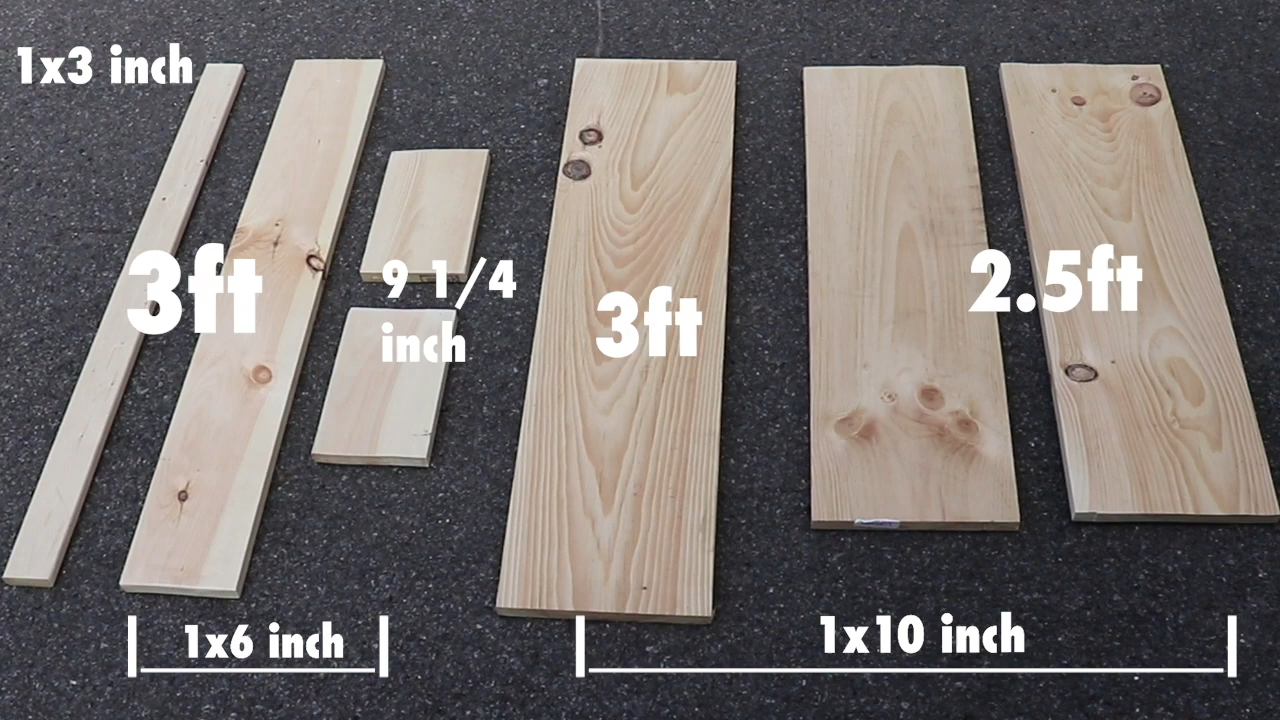 1x3 inch
3ft
9 1/4
inch
3ft
2.5ft
1x6 inch
1x10 inch